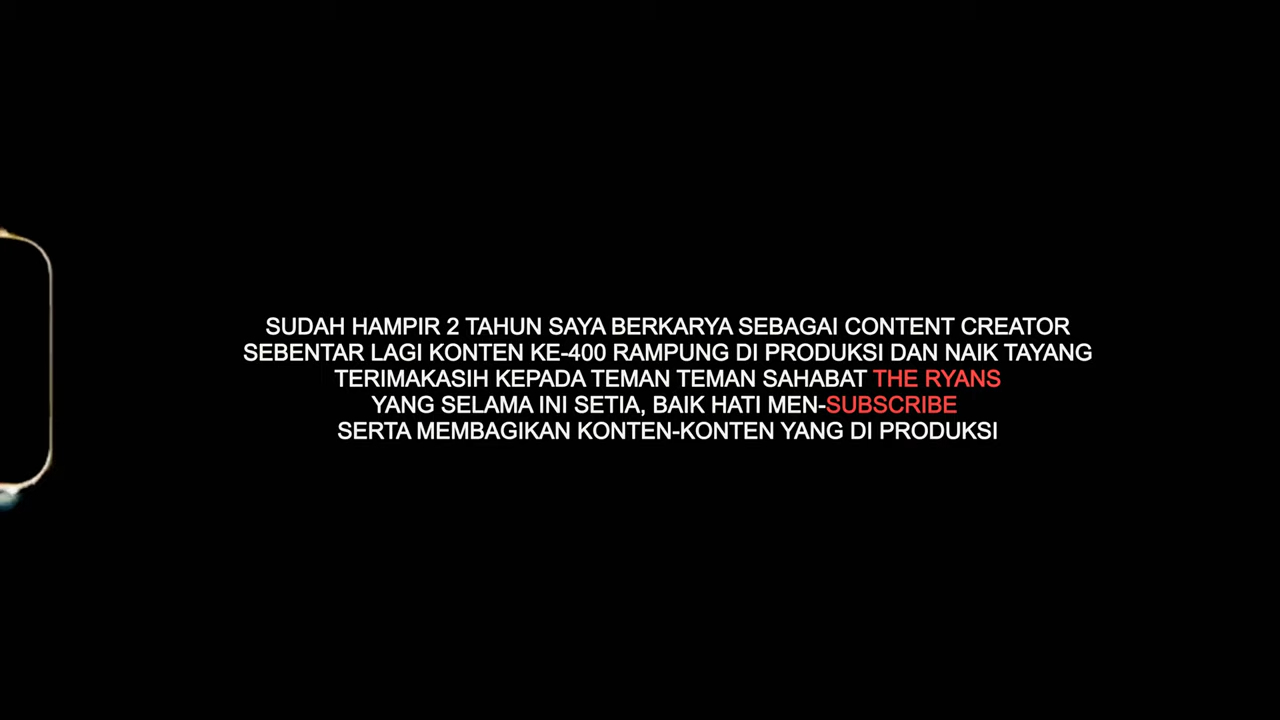 SUDAH HAMPIR 2 TAHUN SAYA BERKARYA SEBAGAI CONTENT CREATOR
SEBENTAR LAGI KONTEN KE-400 RAMPUNG DI PRODUKSI DAN NAIK TAYANG
TERIMAKASIH KEPADA TEMAN TEMAN SAHABAT THE RYANS
YANG SELAMA INI SETIA, BAIK HATI MEN-SUBSCRIBE
SERTA MEMBAGIKAN KONTEN-KONTEN YANG DI PRODUKSI